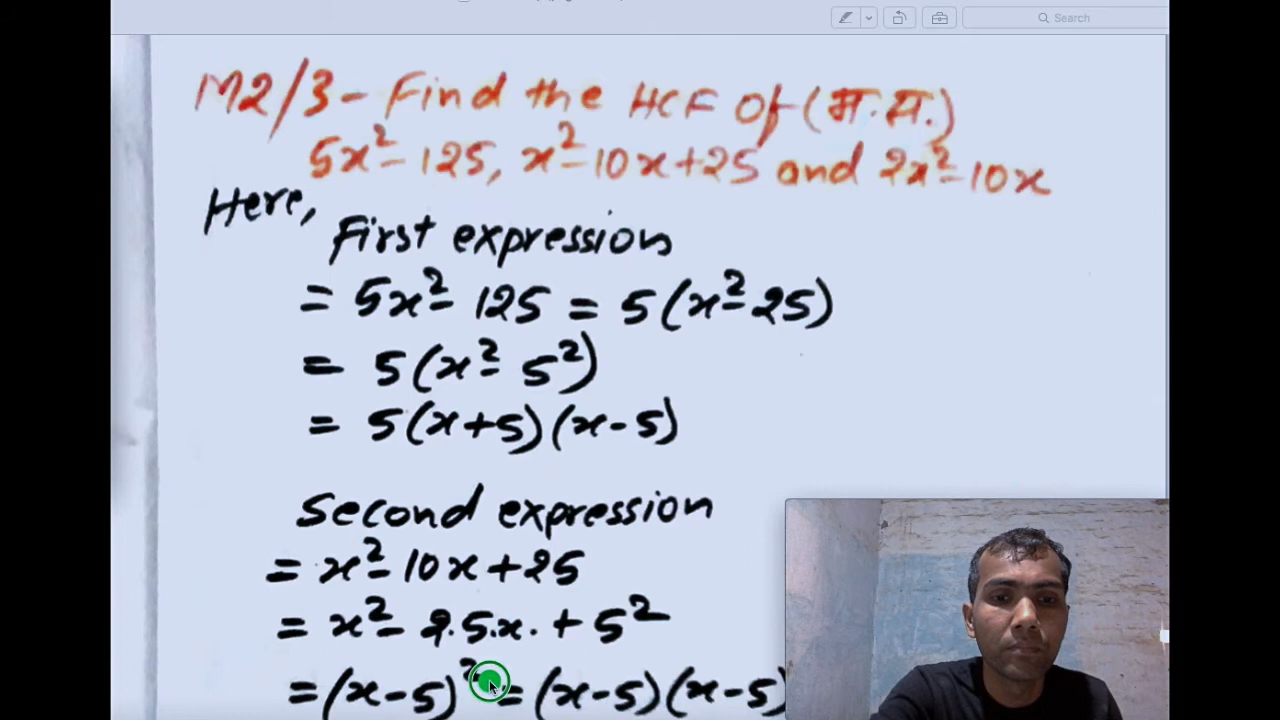 Search
M2/3- Find the HCF Of (म.स.)
5x²-125, x²-10x+25 and 2x²-10x
Here,
First expression
= 5x²- 125 = 5(x²-25)
= 5(x²- 5²)
= 5(x+5)(x-5)
Second expression
= x²-10x+25
= x²- 2.5.x. + 5²
=(x-5)² = (x-5)(x-5)